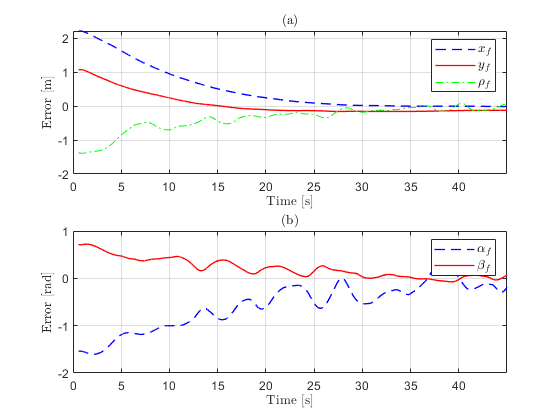 (a)
Error [m]
2
1
0
-1
-2
x_f
y_f
ρ_f
0 5 10 15 20 25 30 35 40
Time [s]
(b)
Error [rad]
1
0
-1
-2
α_f
β_f
0 5 10 15 20 25 30 35 40
Time [s]